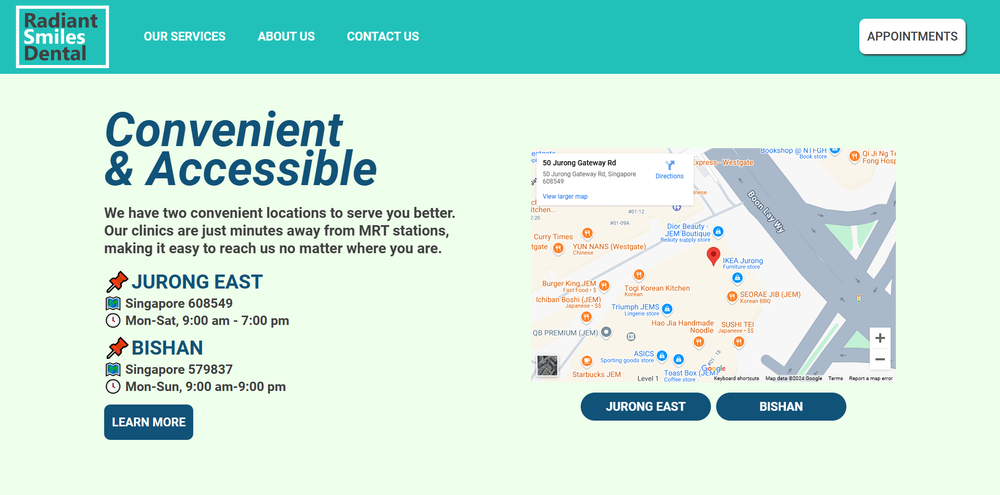 Radiant
Smiles
Dental
OUR SERVICES
ABOUT US
CONTACT US
APPOINTMENTS
Convenient
& Accessible
We have two convenient locations to serve you better.
Our clinics are just minutes away from MRT stations,
making it easy to reach us no matter where you are.
JURONG EAST
Singapore 608549
Mon-Sat, 9:00 am - 7:00 pm
BISHAN
Singapore 579837
Mon-Sun, 9:00 am-9:00 pm
LEARN MORE
50 Jurong Gateway Rd
50 Jurong Gateway Rd, Singapore
608549
Directions
View larger map
Express - Westgate
Bookshop @ NTFGH
Book store
Qi Ji Ng Te
Fong Hosp
Boon Lay Wy
#01-12
#01-09A
Dior Beauty -
JEM Boutique
Beauty supply store
Curry Times
tgate
YUN NANS (Westgate)
Chinese
IKEA Jurong
Furniture store
Burger King JEM
Fast Food • $
Togi Korean Kitchen
Korean
SEORAE JIB (JEM)
Korean BBQ
Ichiban Boshi (JEM)
Japanese • $$
Triumph JEMS
Lingerie store
Hao Jia Handmade
Noodle
SUSHI TEI
Japanese • $$
QB PREMIUM (JEM)
ASICS
Sporting goods store
#01-18
Starbucks JEM
Toast Box (JEM)
Coffee store
Level 1
Google
Keyboard shortcuts
Map data ©2024 Google
Terms
Report a map error
JURONG EAST
BISHAN